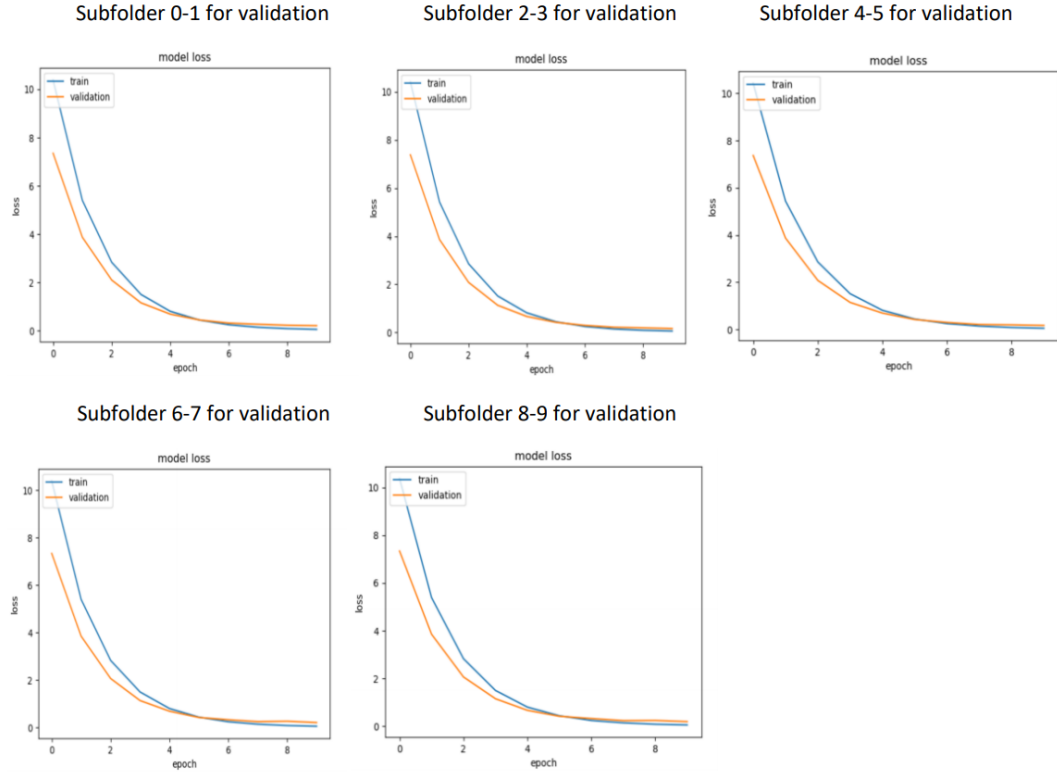 Subfolder 0-1 for validation
model loss
train
validation
10
8
6
4
2
0
loss
0 2 4 6 8
epoch
Subfolder 2-3 for validation
model loss
train
validation
10
8
6
4
2
0
loss
0 2 4 6 8
epoch
Subfolder 4-5 for validation
model loss
train
validation
10
8
6
4
2
0
loss
0 2 4 6 8
epoch
Subfolder 6-7 for validation
model loss
train
validation
10
8
6
4
2
0
loss
0 2 4 6 8
epoch
Subfolder 8-9 for validation
model loss
train
validation
10
8
6
4
2
0
loss
0 2 4 6 8
epoch